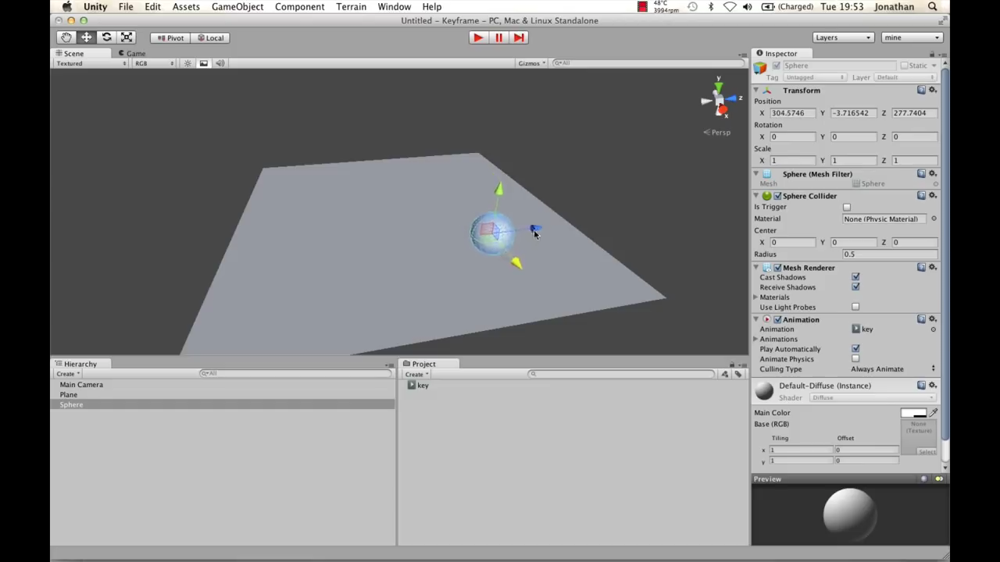 Unity File Edit Assets GameObject Component Terrain Window Help 48°C 3994rpm (Charged) Tue 19:53 Jonathan
Untitled - Keyframe - PC, Mac & Linux Standalone
Pivot Local Layers mine
Scene Game Inspector
Textured RGB Gizmos All
Sphere Static
Tag Untagged Layer Default
Transform
Position
X 304.5746 Y -3.716542 Z 277.7404
Rotation
X 0 Y 0 Z 0
Scale
X 1 Y 1 Z 1
y
z
x
Persp
Sphere (Mesh Filter)
Mesh Sphere
Sphere Collider
Is Trigger
Material None (Physic Material)
Center
X 0 Y 0 Z 0
Radius 0.5
Mesh Renderer
Cast Shadows
Receive Shadows
Materials
Use Light Probes
Animation
Animation key
Animations
Play Automatically
Animate Physics
Culling Type Always Animate
Default-Diffuse (Instance)
Shader Diffuse
Main Color
Base (RGB) None
(Texture)
Tiling Offset
x 1 0
Select
y 1 0
Preview
Hierarchy
Create All
Main Camera
Plane
Sphere
Project
Create
key